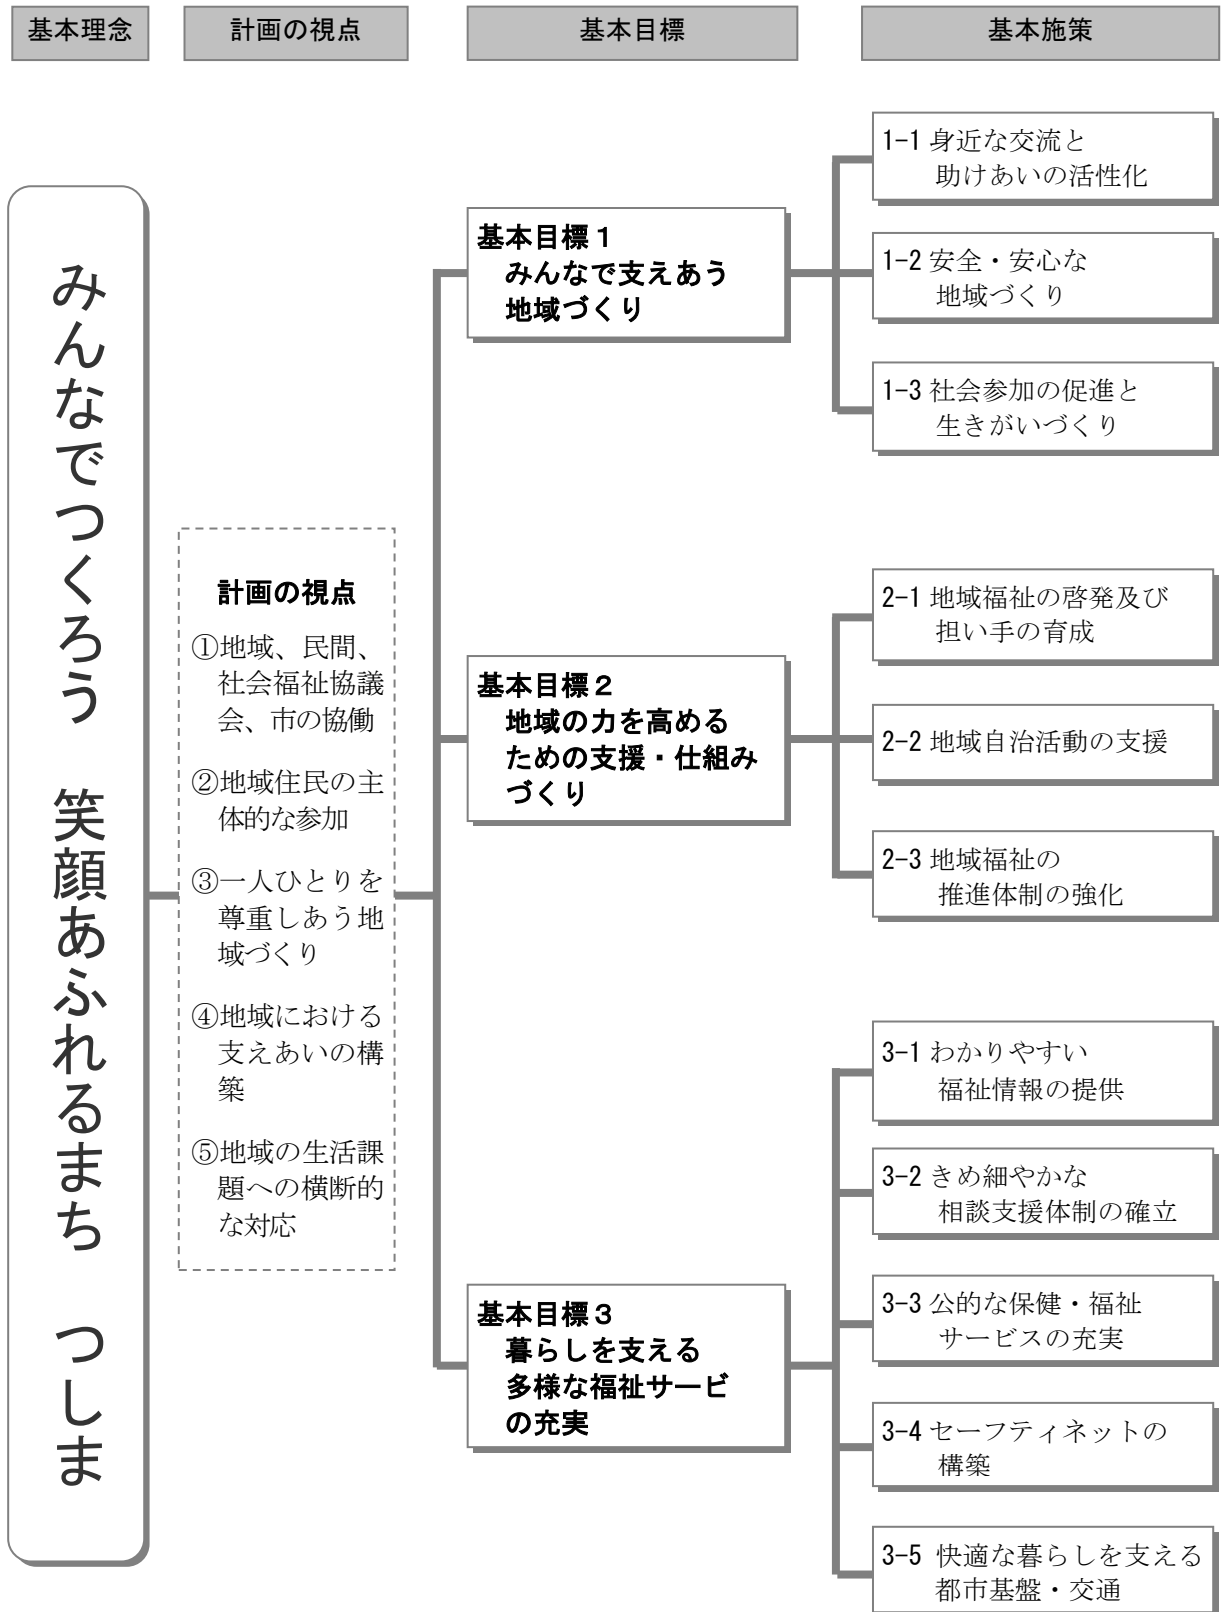 基本理念
計画の視点
基本目標
基本施策
みんなでつくろう　笑顔あふれるまち　つしま
計画の視点
①地域、民間、
社会福祉協議
会、市の協働
②地域住民の主
体的な参加
③一人ひとりを
尊重しあう地
域づくり
④地域における
支えあいの構
築
⑤地域の生活課
題への横断的
な対応
基本目標１
みんなで支えあう
地域づくり
1-1 身近な交流と
助けあいの活性化
1-2 安全・安心な
地域づくり
1-3 社会参加の促進と
生きがいづくり
基本目標２
地域の力を高める
ための支援・仕組み
づくり
2-1 地域福祉の啓発及び
担い手の育成
2-2 地域自治活動の支援
2-3 地域福祉の
推進体制の強化
基本目標３
暮らしを支える
多様な福祉サービ
の充実
3-1 わかりやすい
福祉情報の提供
3-2 きめ細やかな
相談支援体制の確立
3-3 公的な保健・福祉
サービスの充実
3-4 セーフティネットの
構築
3-5 快適な暮らしを支える
都市基盤・交通